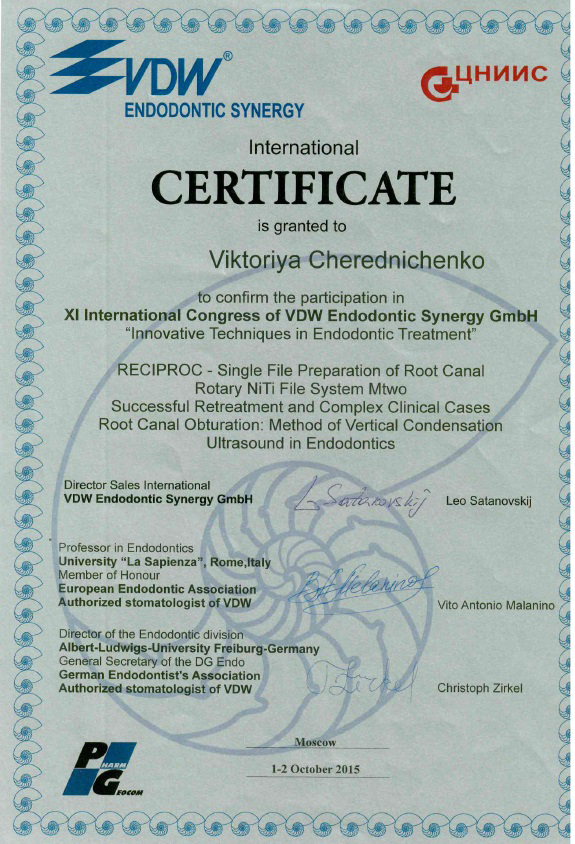 VDW®
ENDODONTIC SYNERGY
ЦНИИС
International
CERTIFICATE
is granted to
Viktoriya Cherednichenko
to confirm the participation in
XI International Congress of VDW Endodontic Synergy GmbH
“Innovative Techniques in Endodontic Treatment”
RECIPROC - Single File Preparation of Root Canal
Rotary NiTi File System Mtwo
Successful Retreatment and Complex Clinical Cases
Root Canal Obturation: Method of Vertical Condensation
Ultrasound in Endodontics
Director Sales International
VDW Endodontic Synergy GmbH
L Satanovskij
Leo Satanovskij
Professor in Endodontics
University “La Sapienza”, Rome,Italy
Member of Honour
European Endodontic Association
Authorized stomatologist of VDW
Vito Antonio Malanino
Director of the Endodontic division
Albert-Ludwigs-University Freiburg-Germany
General Secretary of the DG Endo
German Endodontist's Association
Authorized stomatologist of VDW
Zirkel
Christoph Zirkel
Moscow
1-2 October 2015
PHARM
GEOCOM